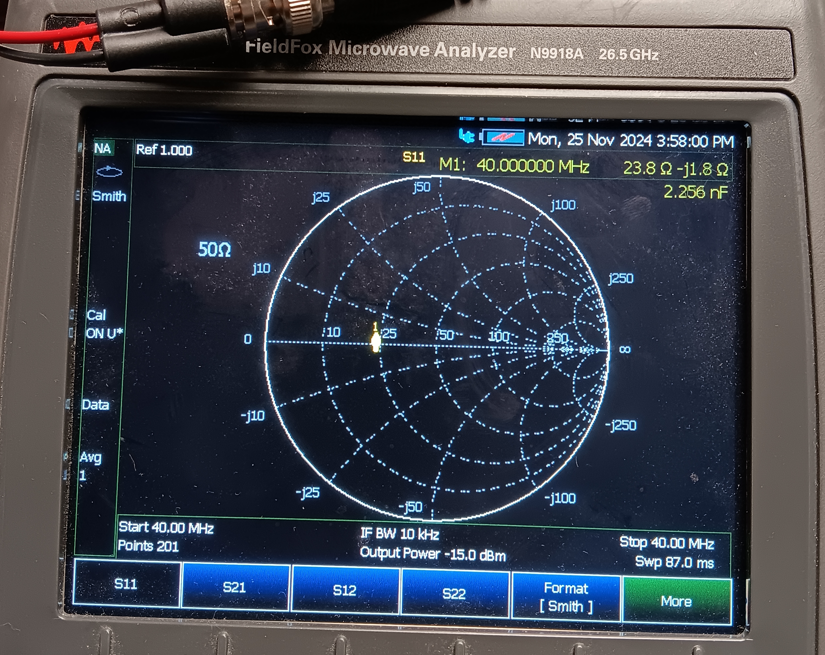 FieldFox Microwave Analyzer N9918A 26.5 GHz
Mon, 25 Nov 2024 3:58:00 PM
NA
Ref 1.000
S11
M1: 40.000000 MHz 23.8 Ω -j1.8 Ω
2.256 nF
Smith
50Ω
j10
j25
j50
j100
j250
0
10
1
25
50
100
250
∞
-j10
-j25
-j50
-j100
-j250
Cal
ON U*
Data
Avg
1
Start 40.00 MHz
IF BW 10 kHz
Stop 40.00 MHz
Points 201
Output Power -15.0 dBm
Swp 87.0 ms
S11
S21
S12
S22
Format
[ Smith ]
More